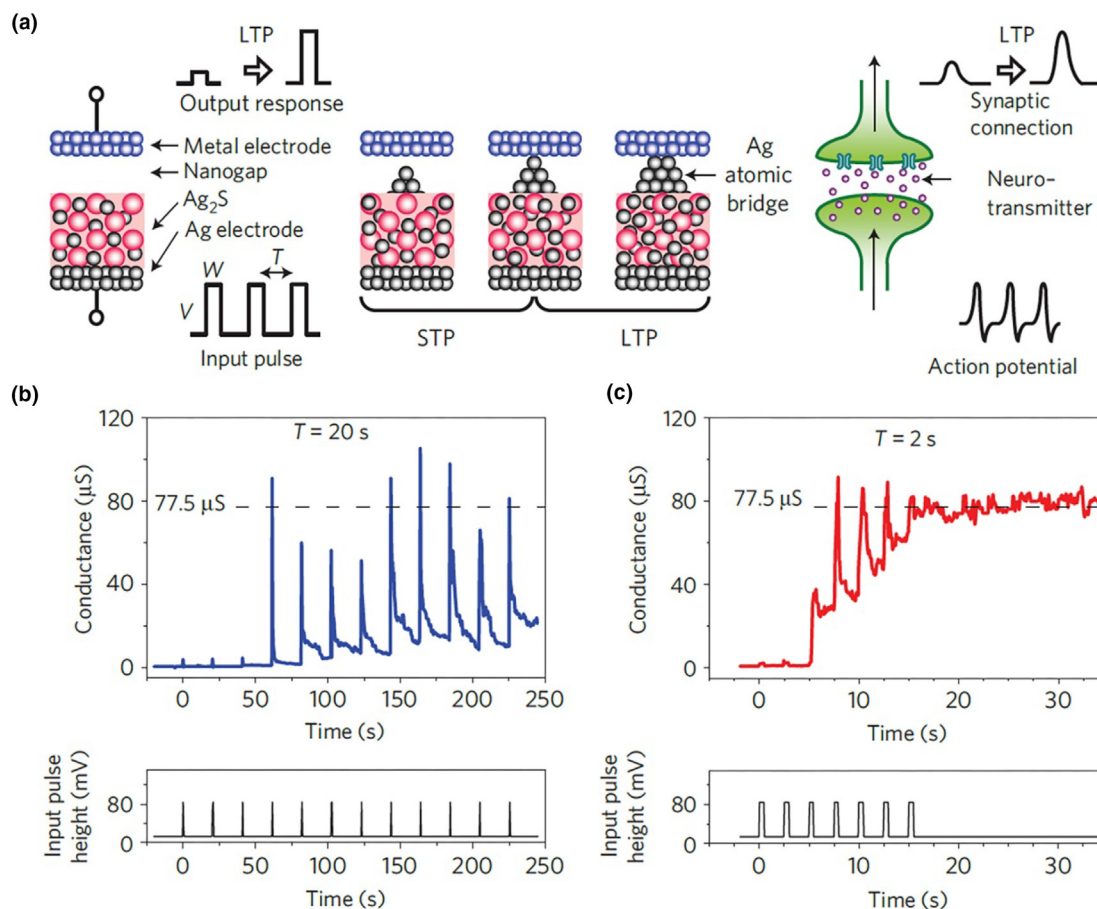 (a)
LTP
Output response
Metal electrode
Nanogap
Ag2S
Ag electrode
W
T
V
Input pulse
STP
LTP
Ag
atomic
bridge
LTP
Synaptic
connection
Neuro-
transmitter
Action potential
(b)
T = 20 s
77.5 μS
Conductance (μS)
120
80
40
0
0 50 100 150 200 250
Time (s)
Input pulse
height (mV)
80
0
0 50 100 150 200 250
Time (s)
(c)
T = 2 s
77.5 μS
Conductance (μS)
120
80
40
0
0 10 20 30
Time (s)
Input pulse
height (mV)
80
0
0 10 20 30
Time (s)